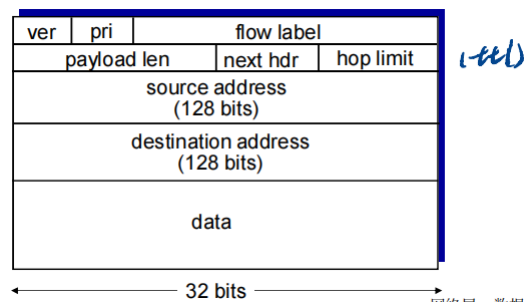 ver pri flow label
payload len next hdr hop limit (ttl)
source address
(128 bits)
destination address
(128 bits)
data
32 bits